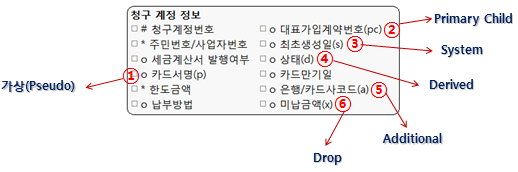 청구 계정 정보
□ # 청구계정번호
□ * 주민번호/사업자번호
□ o 세금계산서 발행여부
□ o 카드서명(p)
□ * 한도금액
□ o 납부방법
□ o 대표가입계약번호(pc)
□ o 최초생성일(s)
□ o 상태(d)
□ o 카드만기일
□ o 은행/카드사코드(a)
□ o 미납금액(x)
① 가상(Pseudo)
② Primary Child
③ System
④ Derived
⑤ Additional
⑥ Drop